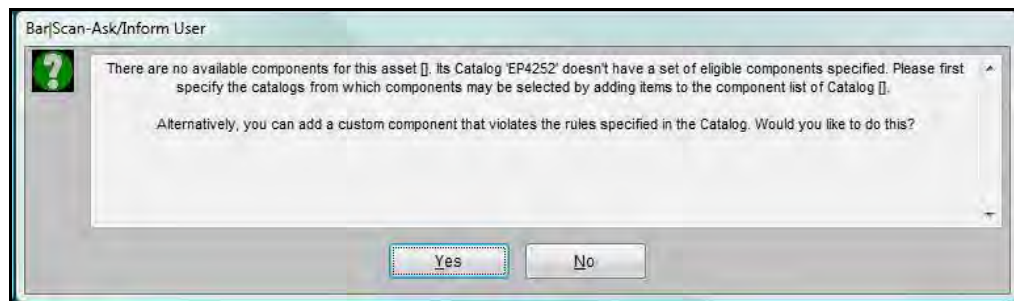 Bar|Scan-Ask/Inform User
There are no available components for this asset []. Its Catalog 'EP4252' doesn't have a set of eligible components specified. Please first
specify the catalogs from which components may be selected by adding items to the component list of Catalog [].
Alternatively, you can add a custom component that violates the rules specified in the Catalog. Would you like to do this?
Yes No